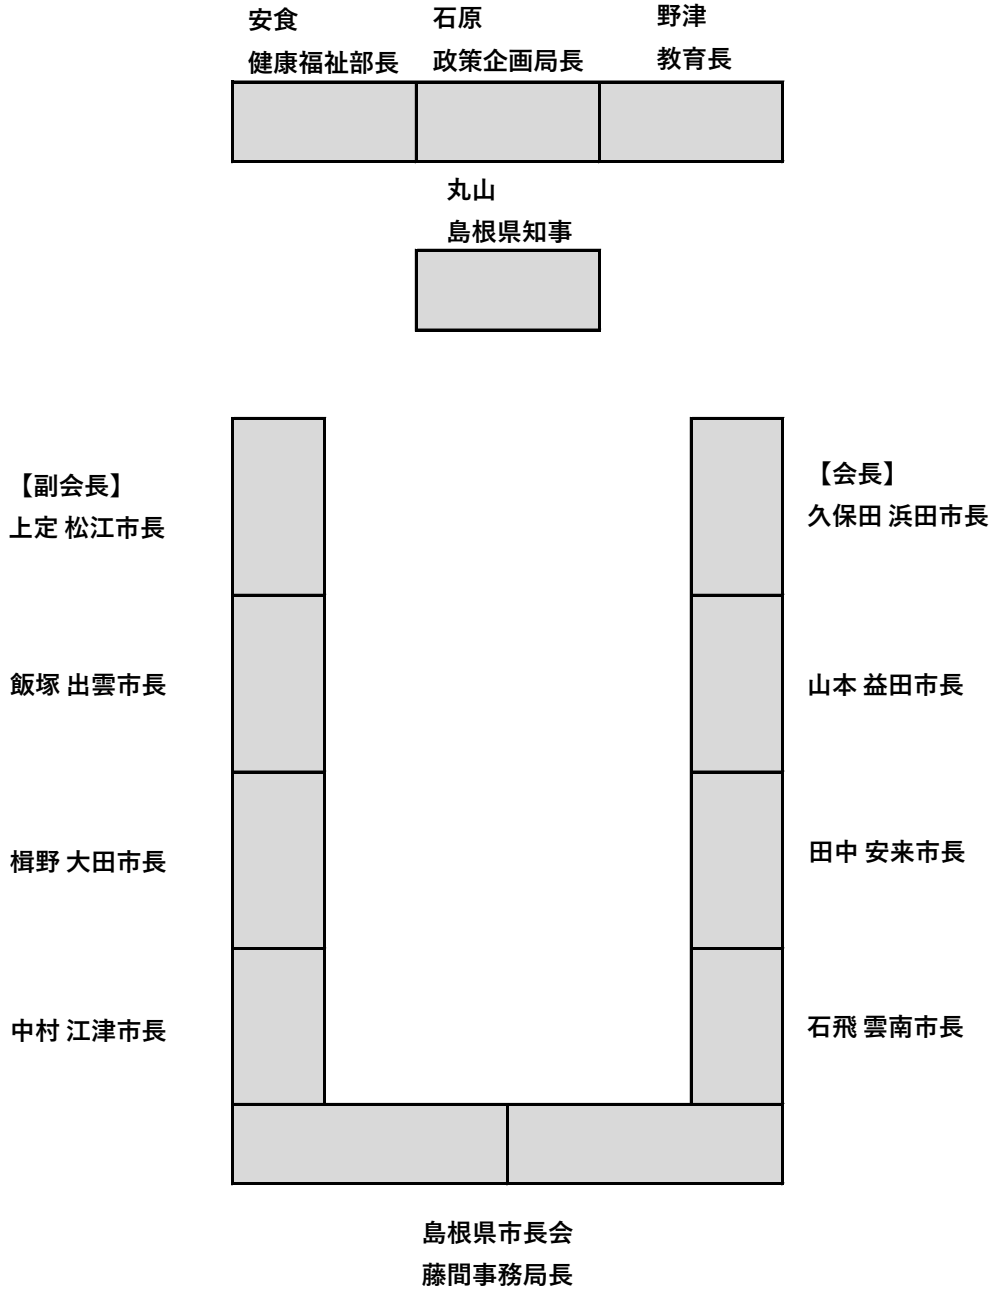 安食
健康福祉部長
石原
政策企画局長
野津
教育長
丸山
島根県知事
【副会長】
上定 松江市長
【会長】
久保田 浜田市長
飯塚 出雲市長
山本 益田市長
楫野 大田市長
田中 安来市長
中村 江津市長
石飛 雲南市長
島根県市長会
藤間事務局長